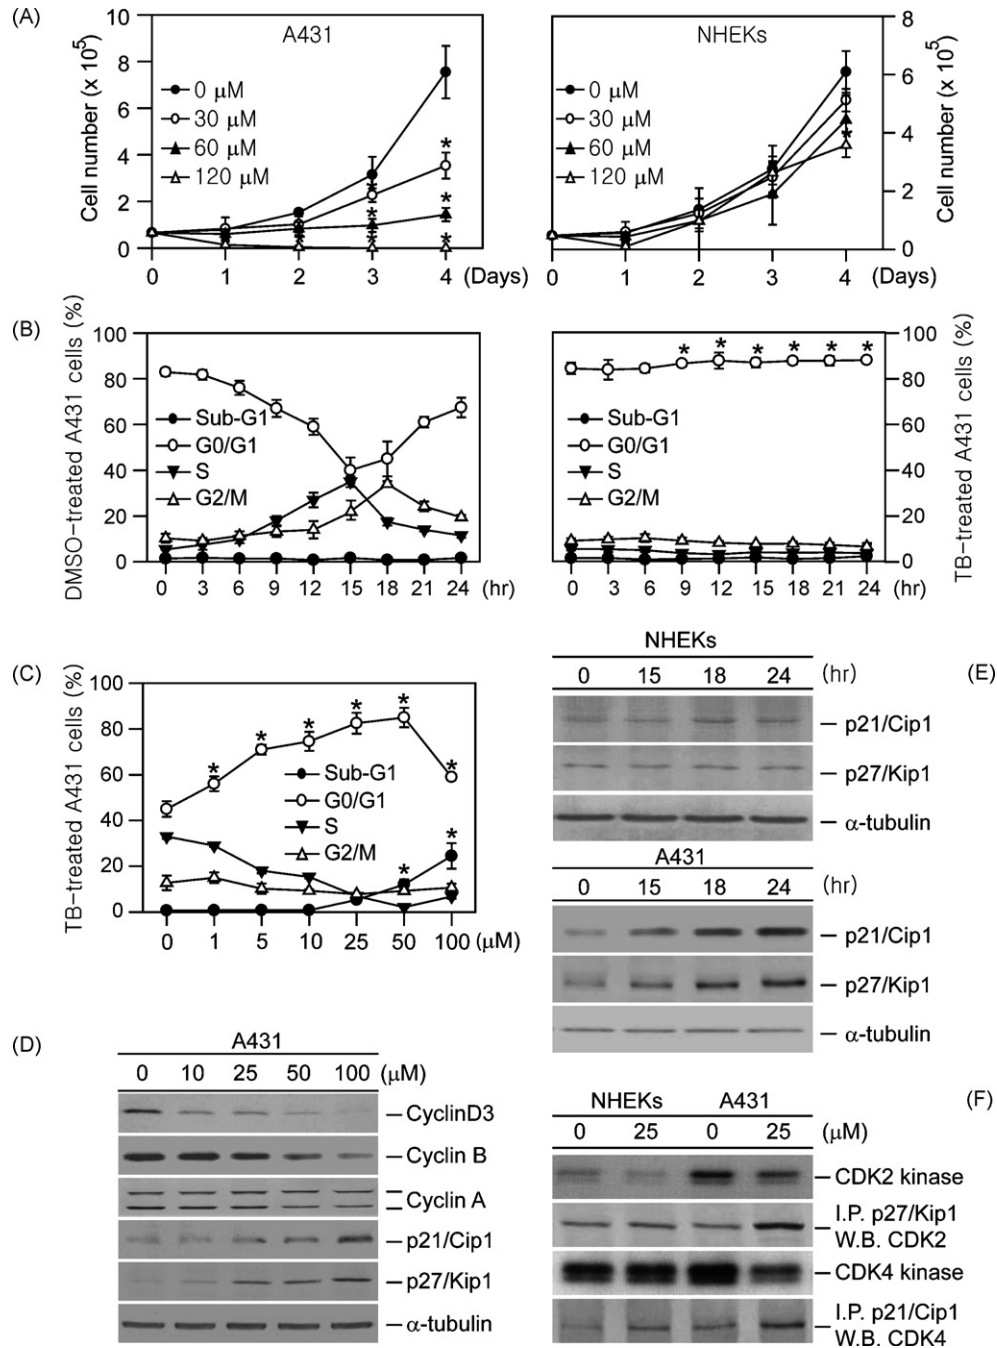 (A)
A431
Cell number (x 10⁵)
10
8
6
4
2
0
0 μM
30 μM
60 μM
120 μM
*
*
*
*
*
*
*
*
*
*
0 1 2 3 4 (Days)
NHEKs
Cell number (x 10⁵)
8
6
4
2
0
0 μM
30 μM
60 μM
120 μM
*
0 1 2 3 4 (Days)
(B)
DMSO-treated A431 cells (%)
100
80
60
40
20
0
Sub-G1
G0/G1
S
G2/M
0 3 6 9 12 15 18 21 24 (hr)
TB-treated A431 cells (%)
100
80
60
40
20
0
* * * * * *
Sub-G1
G0/G1
S
G2/M
0 3 6 9 12 15 18 21 24 (hr)
(C)
TB-treated A431 cells (%)
100
80
60
40
20
0
* * * * * *
Sub-G1
G0/G1
S
G2/M
* *
0 1 5 10 25 50 100 (μM)
(D)
A431
0 10 25 50 100 (μM)
CyclinD3
Cyclin B
Cyclin A
p21/Cip1
p27/Kip1
α-tubulin
(E)
NHEKs
0 15 18 24 (hr)
p21/Cip1
p27/Kip1
α-tubulin
A431
0 15 18 24 (hr)
p21/Cip1
p27/Kip1
α-tubulin
(F)
NHEKs A431
0 25 0 25 (μM)
CDK2 kinase
I.P. p27/Kip1
W.B. CDK2
CDK4 kinase
I.P. p21/Cip1
W.B. CDK4